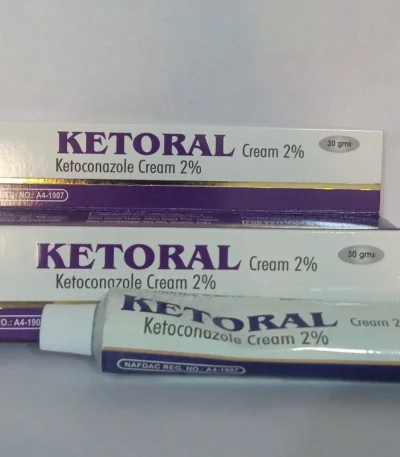 KETORAL Cream 2%
30 gms
Ketoconazole Cream 2%
REG. NO.: A4-1907
KETORAL Cream 2%
30 gms
Ketoconazole Cream 2%
O.: A4-190
KETORAL Cream 2
Ketoconazole Cream 2%
NAFDAC REG. NO.: A4-1907